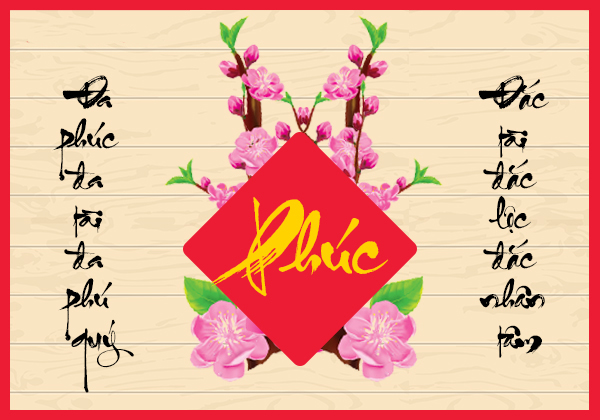 Đa
phúc
đa
tài
đa
phú
quý
Phúc
Đắc
tài
đắc
lộc
đắc
nhân
tâm